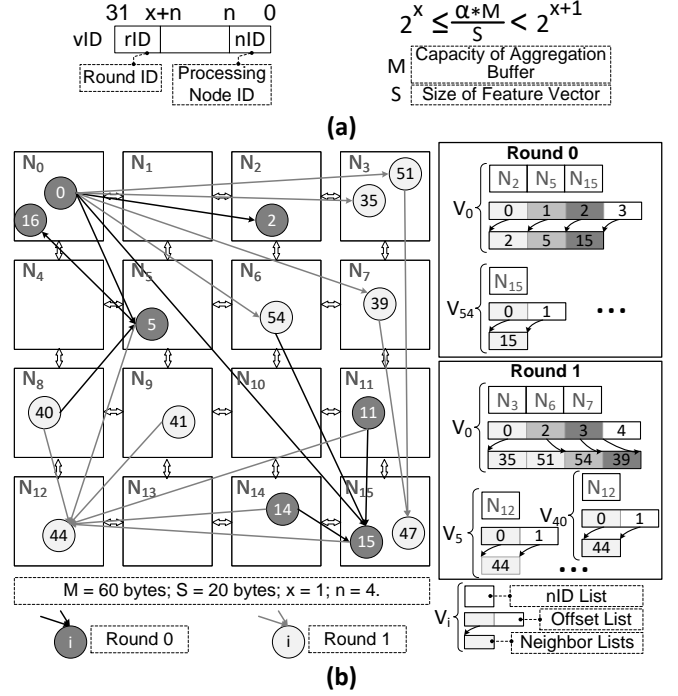 31 x+n n 0
vID rID nID
Round ID
Processing
Node ID
2^x ≤ α*M/S < 2^{x+1}
M Capacity of Aggregation
Buffer
S Size of Feature Vector
(a)
N0 N1 N2 N3
0 16 2 35 51
N4 N5 N6 N7
5 54 39
N8 N9 N10 N11
40 41 11
N12 N13 N14 N15
44 14 15 47
M = 60 bytes; S = 20 bytes; x = 1; n = 4.
i Round 0
i Round 1
Round 0
N2 N5 N15
V0 0 1 2 3
2 5 15
N15
V54 0 1 •••
15
Round 1
N3 N6 N7
V0 0 2 3 4
35 51 54 39
N12
V5 0 1
44
N12
V40 0 1
44
•••
Vi
nID List
Offset List
Neighbor Lists
(b)